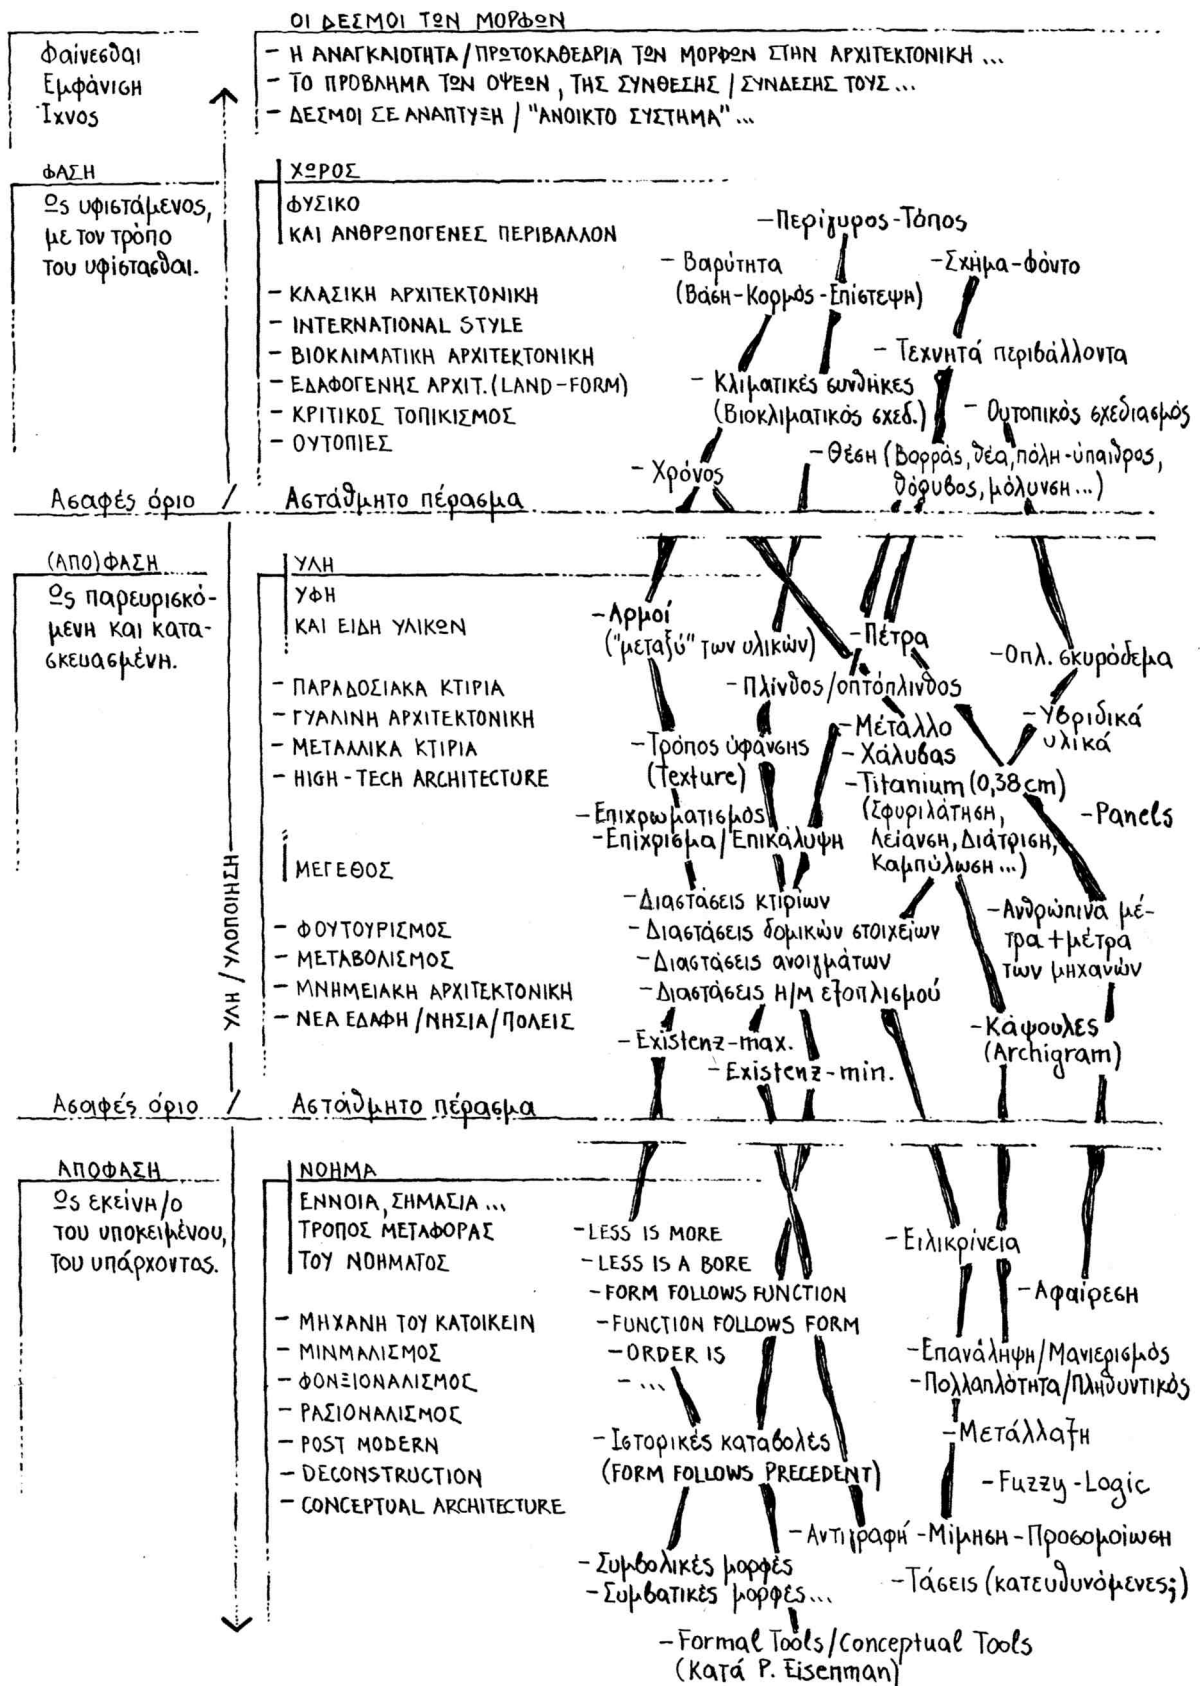 ΟΙ ΔΕΣΜΟΙ ΤΩΝ ΜΟΡΦΩΝ
Φαίνεσθαι
Εμφάνιση
Ίχνος
- Η ΑΝΑΓΚΑΙΟΤΗΤΑ/ΠΡΩΤΟΚΑΘΕΔΡΙΑ ΤΩΝ ΜΟΡΦΩΝ ΣΤΗΝ ΑΡΧΙΤΕΚΤΟΝΙΚΗ ...
- ΤΟ ΠΡΟΒΛΗΜΑ ΤΩΝ ΟΨΕΩΝ, ΤΗΣ ΣΥΝΘΕΣΗΣ / ΣΥΝΔΕΣΗΣ ΤΟΥΣ...
- ΔΕΣΜΟΙ ΣΕ ΑΝΑΠΤΥΞΗ / "ΑΝΟΙΚΤΟ ΣΥΣΤΗΜΑ"...
ΦΑΣΗ
Ως υφιστάμενος,
με τον τρόπο
του υφίστασθαι.
ΧΩΡΟΣ
ΦΥΣΙΚΟ
ΚΑΙ ΑΝΘΡΩΠΟΓΕΝΕΣ ΠΕΡΙΒΑΛΛΟΝ
- ΚΛΑΣΙΚΗ ΑΡΧΙΤΕΚΤΟΝΙΚΗ
- INTERNATIONAL STYLE
- ΒΙΟΚΛΙΜΑΤΙΚΗ ΑΡΧΙΤΕΚΤΟΝΙΚΗ
- ΕΔΑΦΟΓΕΝΗΣ ΑΡΧΙΤ. (LAND-FORM)
- ΚΡΙΤΙΚΟΣ ΤΟΠΙΚΙΣΜΟΣ
- ΟΥΤΟΠΙΕΣ
- Περίγυρος-Τόπος
- Βαρύτητα
(Βάση-Κορμός-Επίστεψη)
- Σχήμα-Φόντο
- Τεχνητά περιβάλλοντα
- Κλιματικές συνθήκες
(Βιοκλιματικός σχεδ.)
- Ουτοπικός σχεδιασμός
- Θέση (Βορράς, θέα, πόλη-ύπαιθρος,
θόρυβος, μόλυνση...)
- Χρόνος
Ασαφές όριο / Αστάθμητο πέρασμα
(ΑΠΟ)ΦΑΣΗ
Ως παρευρισκό-
μενη και κατα-
σκευασμένη.
ΥΛΗ / ΥΛΟΠΟΙΗΣΗ
ΥΛΗ
ΥΦΗ
ΚΑΙ ΕΙΔΗ ΥΛΙΚΩΝ
- ΠΑΡΑΔΟΣΙΑΚΑ ΚΤΙΡΙΑ
- ΓΥΑΛΙΝΗ ΑΡΧΙΤΕΚΤΟΝΙΚΗ
- ΜΕΤΑΛΛΙΚΑ ΚΤΙΡΙΑ
- HIGH-TECH ARCHITECTURE
ΜΕΓΕΘΟΣ
- ΦΟΥΤΟΥΡΙΣΜΟΣ
- ΜΕΤΑΒΟΛΙΣΜΟΣ
- ΜΝΗΜΕΙΑΚΗ ΑΡΧΙΤΕΚΤΟΝΙΚΗ
- ΝΕΑ ΕΔΑΦΗ/ΝΗΣΙΑ/ΠΟΛΕΙΣ
- Αρμοί
("μεταξύ" των υλικών)
- Πέτρα
- Οπλ. σκυρόδεμα
- Πλίνθος/οπτόπλινθος
- Μέταλλο
- Υβριδικά
υλικά
- Τρόπος ύφανσης
(Texture)
- Χάλυβας
- Titanium (0,38 cm)
(Σφυριλάτηση,
Λείανση, Διάτριση,
Καμπύλωση...)
- Panels
- Επιχρωματισμός
- Επίχρισμα/Επικάλυψη
- Διαστάσεις κτιρίων
- Διαστάσεις δομικών στοιχείων
- Διαστάσεις ανοιγμάτων
- Διαστάσεις Η/Μ εξοπλισμού
- Ανθρώπινα μέ-
τρα + μέτρα
των μηχανών
- Existenz-max.
- Existenz-min.
- Κάψουλες
(Archigram)
Ασαφές όριο / Αστάθμητο πέρασμα
ΑΠΟΦΑΣΗ
Ως εκείνη/ο
του υποκειμένου,
του υπάρχοντος.
ΝΟΗΜΑ
ΕΝΝΟΙΑ, ΣΗΜΑΣΙΑ...
ΤΡΟΠΟΣ ΜΕΤΑΦΟΡΑΣ
ΤΟΥ ΝΟΗΜΑΤΟΣ
- ΜΗΧΑΝΗ ΤΟΥ ΚΑΤΟΙΚΕΙΝ
- ΜΙΝΜΑΛΙΣΜΟΣ
- ΦΟΝΞΙΟΝΑΛΙΣΜΟΣ
- ΡΑΣΙΟΝΑΛΙΣΜΟΣ
- POST MODERN
- DECONSTRUCTION
- CONCEPTUAL ARCHITECTURE
- LESS IS MORE
- LESS IS A BORE
- FORM FOLLOWS FUNCTION
- FUNCTION FOLLOWS FORM
- ORDER IS
- ...
- Ειλικρίνεια
- Αφαίρεση
- Επανάληψη/Μανιερισμός
- Πολλαπλότητα/Πληθυντικός
- Ιστορικές καταβολές
(FORM FOLLOWS PRECEDENT)
- Μετάλλαξη
- Fuzzy-Logic
- Αντιγραφή - Μίμηση - Προσομοίωση
- Συμβολικές μορφές
- Συμβατικές μορφές...
- Τάσεις (κατευθυνόμενες;)
- Formal Tools/Conceptual Tools
(Κατά P. Eisenman)